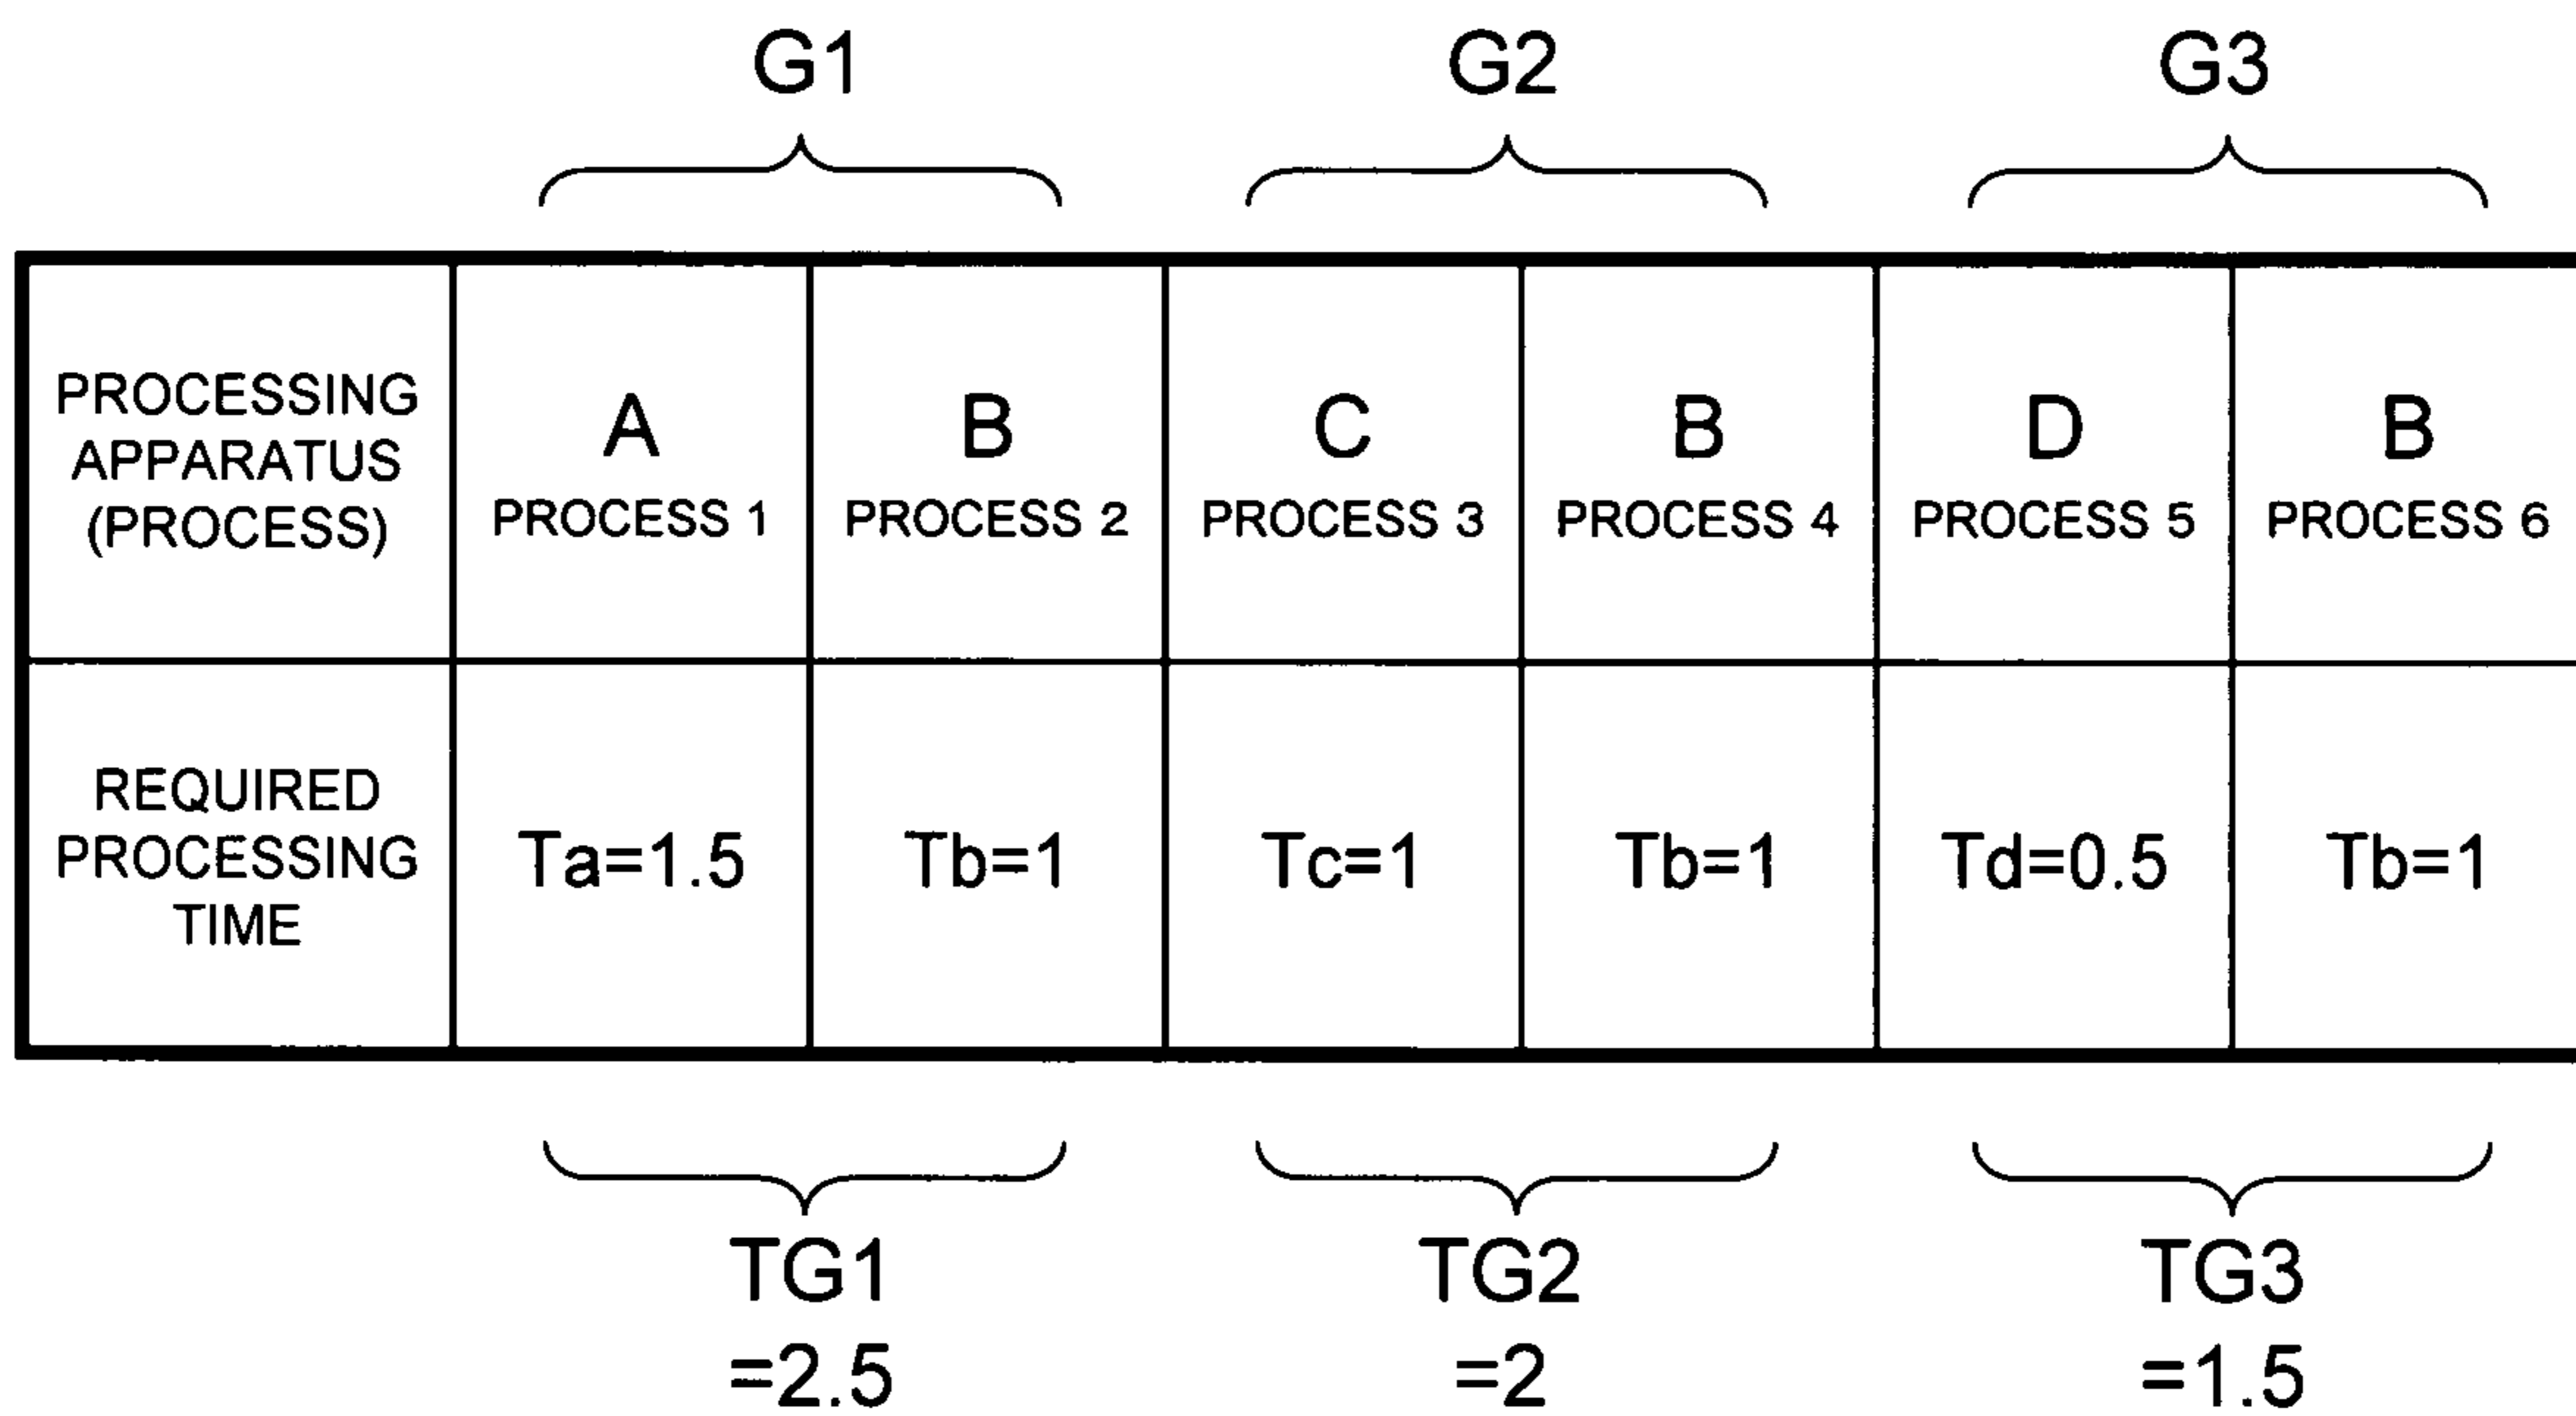 G1 G2 G3
PROCESSING
APPARATUS
(PROCESS)
A B C B D B
PROCESS 1 PROCESS 2 PROCESS 3 PROCESS 4 PROCESS 5 PROCESS 6
REQUIRED
PROCESSING
TIME
Ta=1.5 Tb=1 Tc=1 Tb=1 Td=0.5 Tb=1
TG1 TG2 TG3
=2.5 =2 =1.5